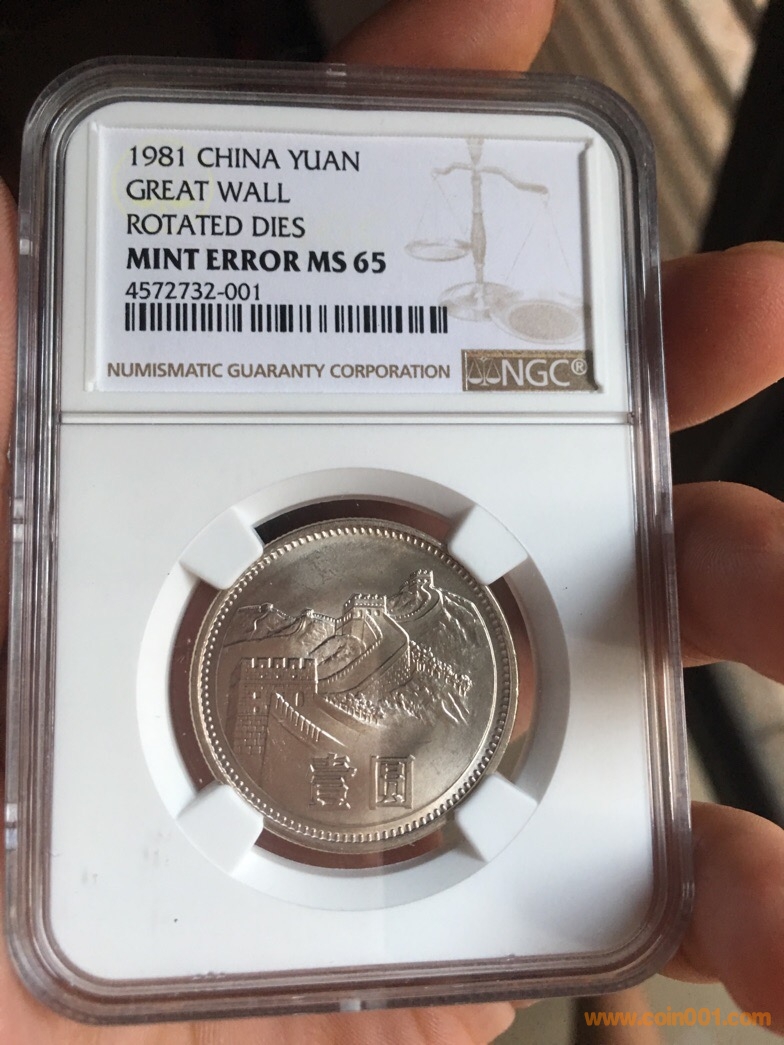 1981 CHINA YUAN
GREAT WALL
ROTATED DIES
MINT ERROR MS 65
4572732-001
NUMISMATIC GUARANTY CORPORATION
NGC®
壹圓
www.coin001.com